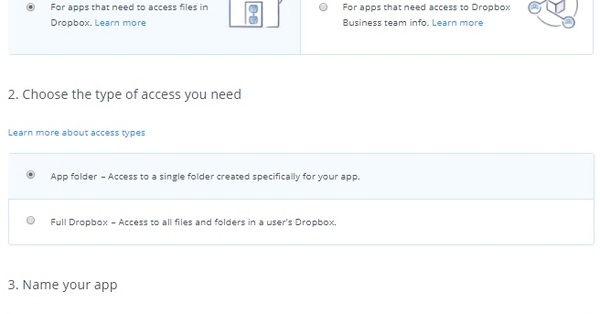 For apps that need to access files in
Dropbox. Learn more
For apps that need access to Dropbox
Business team info. Learn more
2. Choose the type of access you need
Learn more about access types
App folder – Access to a single folder created specifically for your app.
Full Dropbox – Access to all files and folders in a user's Dropbox.
3. Name your app